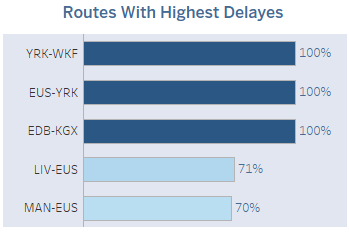 Routes With Highest Delayes
YRK-WKF 100%
EUS-YRK 100%
EDB-KGX 100%
LIV-EUS 71%
MAN-EUS 70%